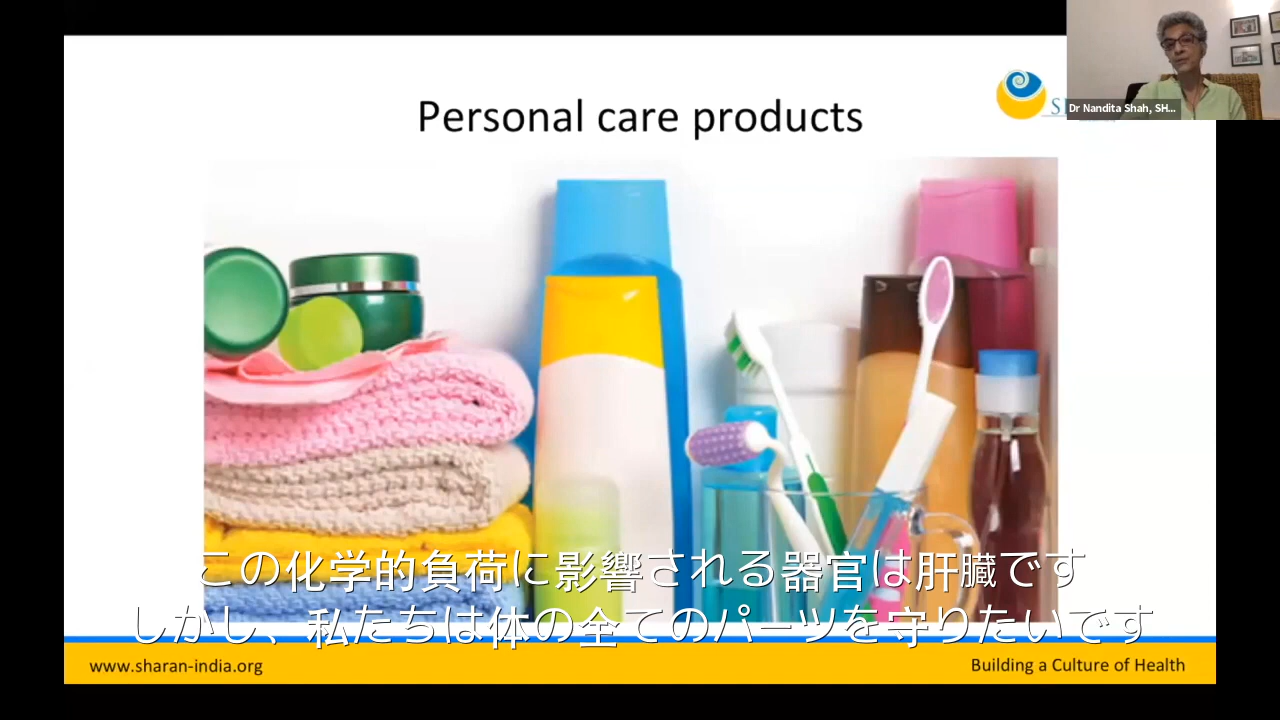 Personal care products
Dr Nandita Shah, SH...
この化学的負荷に影響される器官は肝臓です
しかし、私たちは体の全てのパーツを守りたいです
www.sharan-india.org
Building a Culture of Health